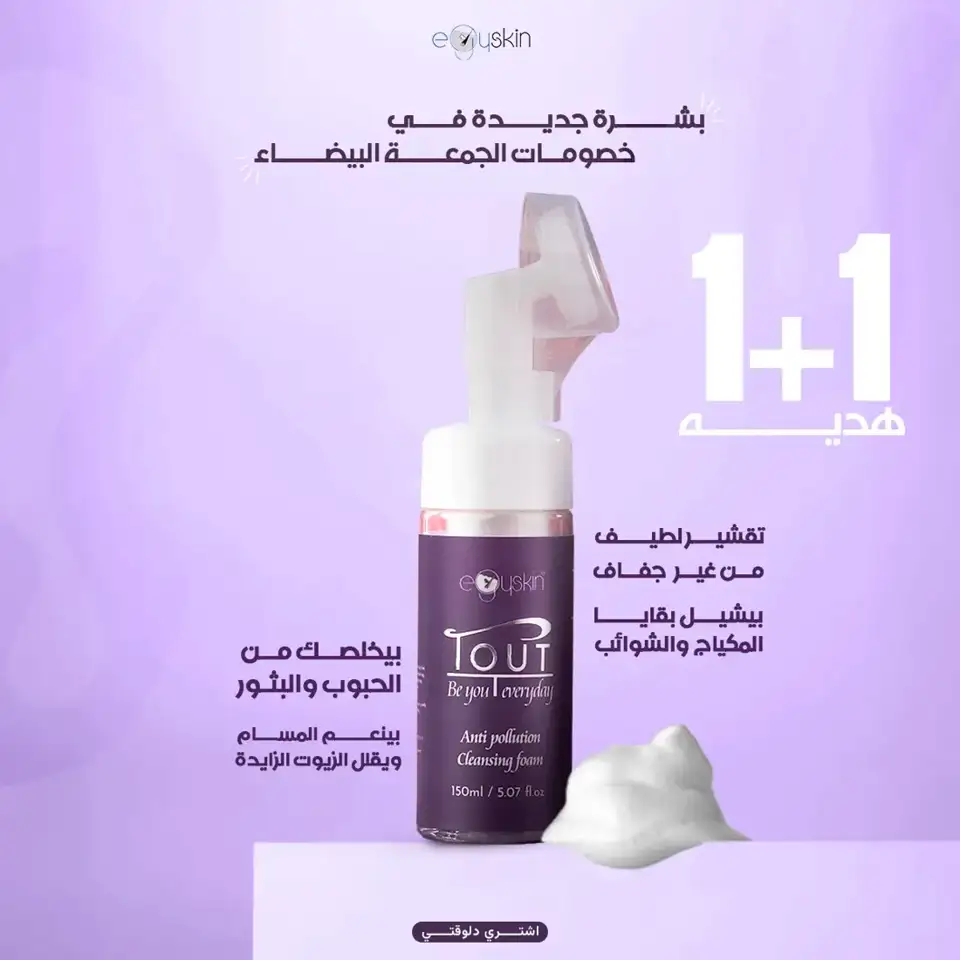 egyskin
بشرة جديدة في
خصومات الجمعة البيضاء
1+1
هديه
تقشير لطيف
من غير جفاف
بيشيل بقايا
المكياج والشوائب
بيخلصك من
الحبوب والبثور
بينعم المسام
ويقلل الزيوت الزايدة
egyskin
TOUT
Be you everyday
Anti pollution
Cleansing foam
150ml / 5.07 fl.oz
اشتري دلوقتي